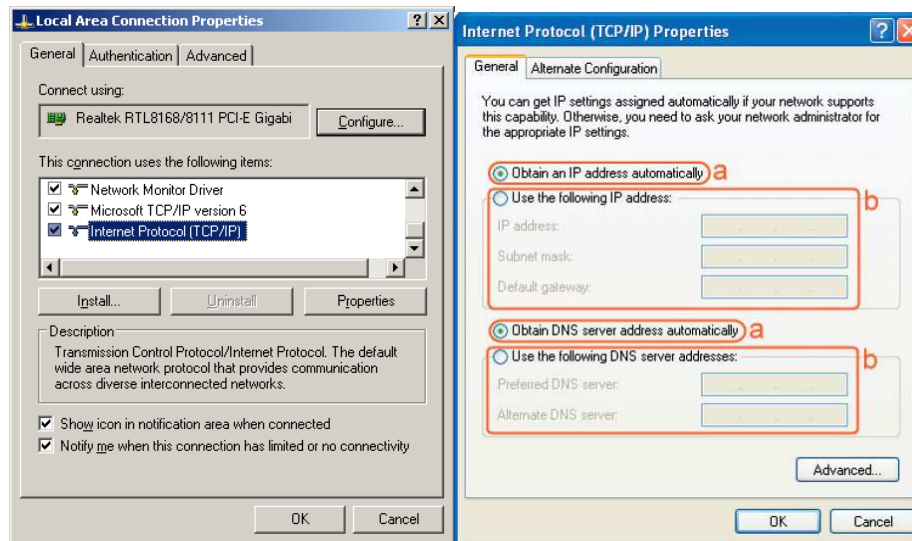 Local Area Connection Properties
General
Authentication
Advanced
Connect using:
Realtek RTL8168/8111 PCI-E Gigabi
Configure...
This connection uses the following items:
Network Monitor Driver
Microsoft TCP/IP version 6
Internet Protocol (TCP/IP)
Install...
Uninstall
Properties
Description
Transmission Control Protocol/Internet Protocol. The default
wide area network protocol that provides communication
across diverse interconnected networks.
Show icon in notification area when connected
Notify me when this connection has limited or no connectivity
OK
Cancel
Internet Protocol (TCP/IP) Properties
General
Alternate Configuration
You can get IP settings assigned automatically if your network supports
this capability. Otherwise, you need to ask your network administrator for
the appropriate IP settings.
Obtain an IP address automatically a
Use the following IP address: b
IP address:
Subnet mask:
Default gateway:
Obtain DNS server address automatically a
Use the following DNS server addresses: b
Preferred DNS server:
Alternate DNS server:
Advanced...
OK
Cancel